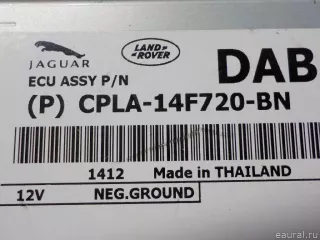 JAGUAR
LAND ROVER
DAB
ECU ASSY P/N
(P) CPLA-14F720-BN
1412 Made in THAILAND
12V NEG.GROUND
eaural.ru